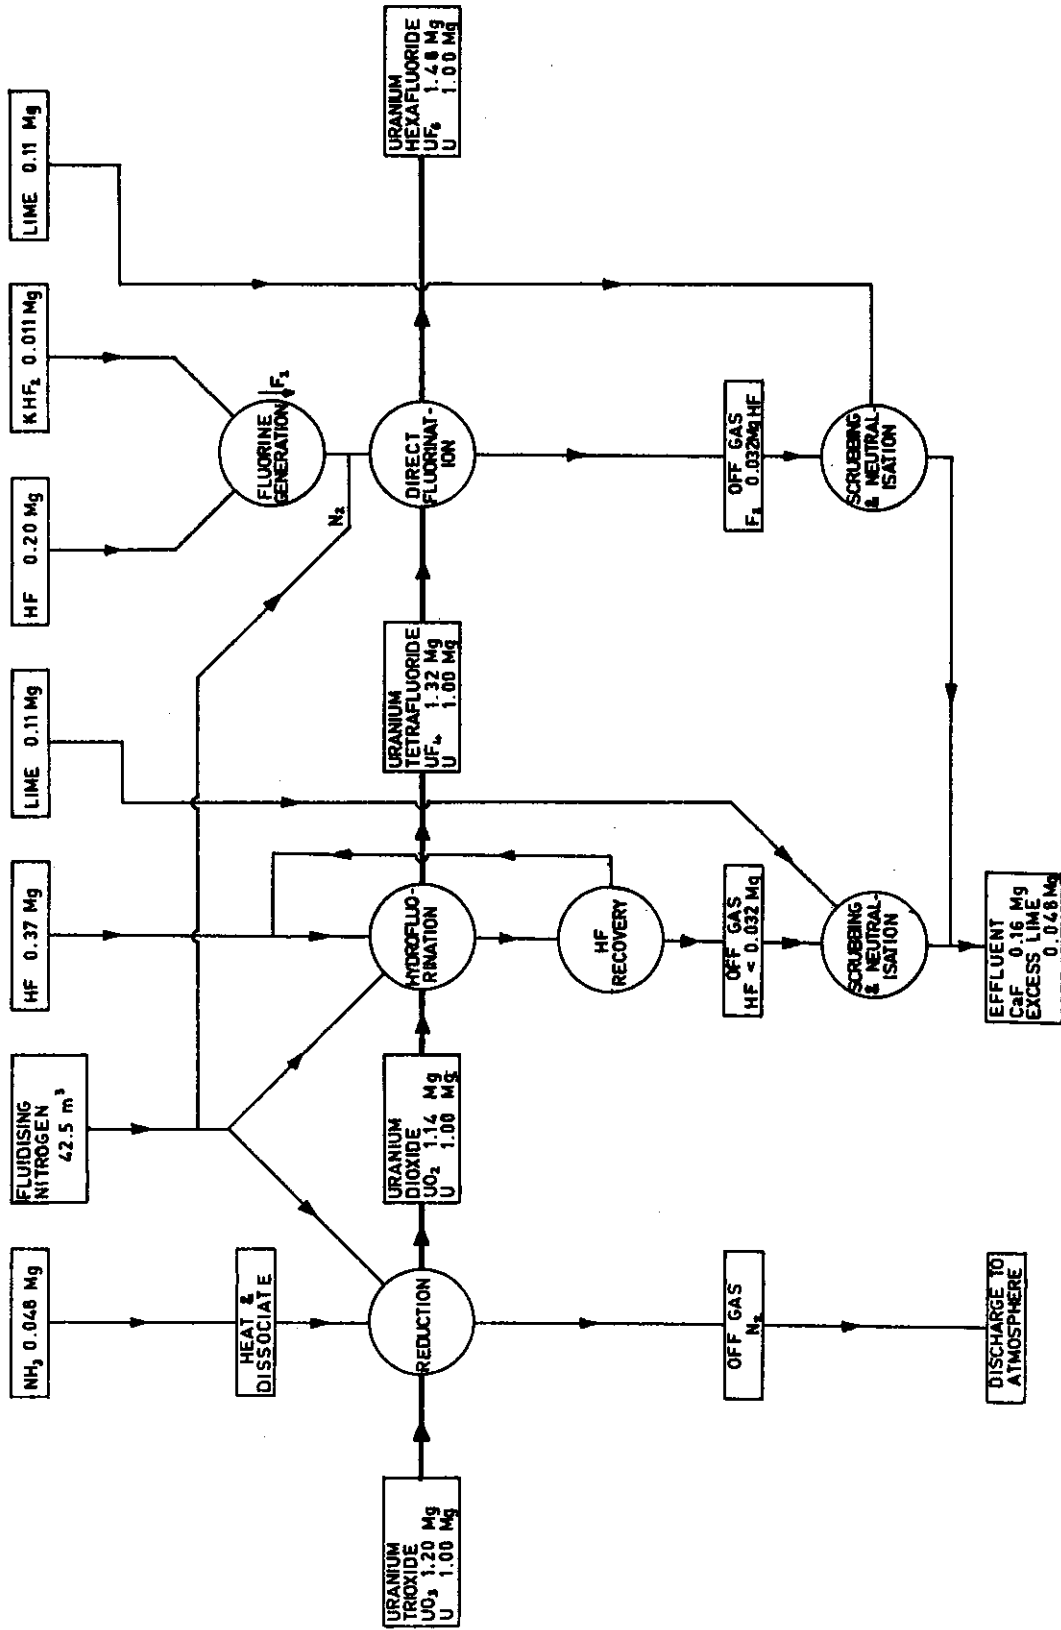 NH₃ 0.048 Mg
FLUIDISING
NITROGEN
42.5 m³
HF 0.37 Mg
LIME 0.11 Mg
HF 0.20 Mg
KHF₂ 0.011 Mg
LIME 0.11 Mg
HEAT &
DISSOCIATE
FLUORINE
GENERATION
F₂
N₂
URANIUM
TRIOXIDE
UO₃ 1.20 Mg
U 1.00 Mg
REDUCTION
URANIUM
DIOXIDE
UO₂ 1.14 Mg
U 1.00 Mg
HYDROFLUO-
RINATION
URANIUM
TETRAFLUORIDE
UF₄ 1.32 Mg
U 1.00 Mg
DIRECT
FLUORINAT-
ION
URANIUM
HEXAFLUORIDE
UF₆ 1.48 Mg
U 1.00 Mg
HF
RECOVERY
OFF GAS
N₂
OFF GAS
HF < 0.032 Mg
OFF GAS
F₂ 0.032Mg HF
SCRUBBING
& NEUTRAL-
ISATION
SCRUBBING
& NEUTRAL-
ISATION
DISCHARGE TO
ATMOSPHERE
EFFLUENT
CaF 0.16 Mg
EXCESS LIME
0.048 Mg